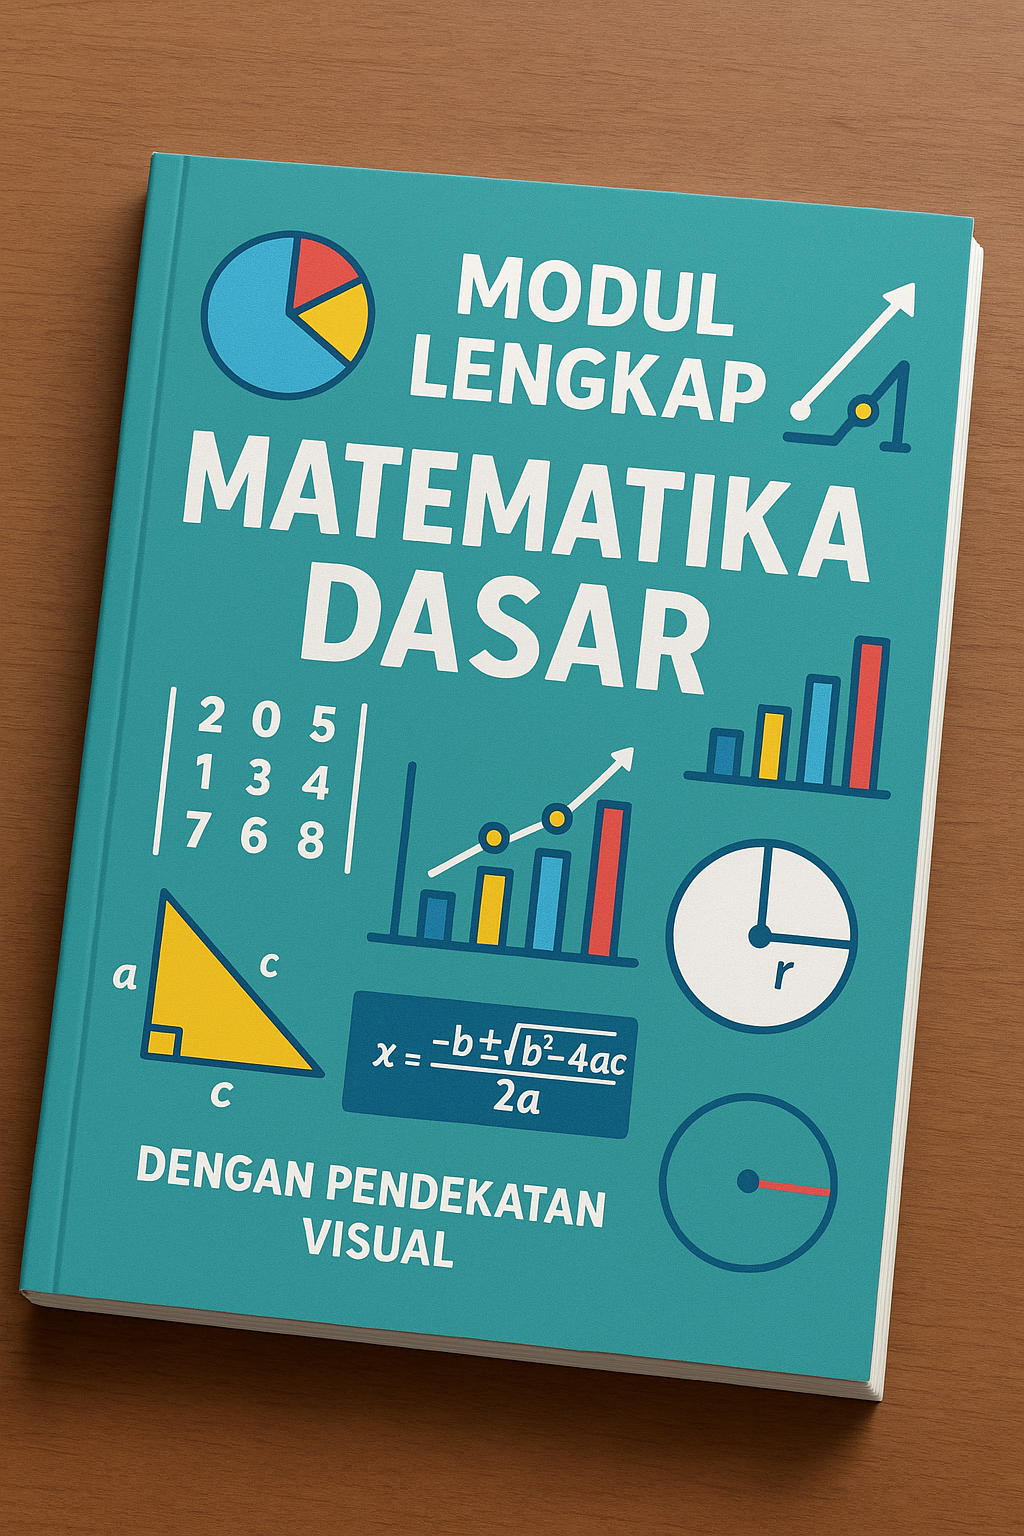 MODUL
LENGKAP
MATEMATIKA
DASAR
2 0 5
1 3 4
7 6 8
a
c
c
r
x = −b ± √b² − 4ac
2a
DENGAN PENDEKATAN
VISUAL